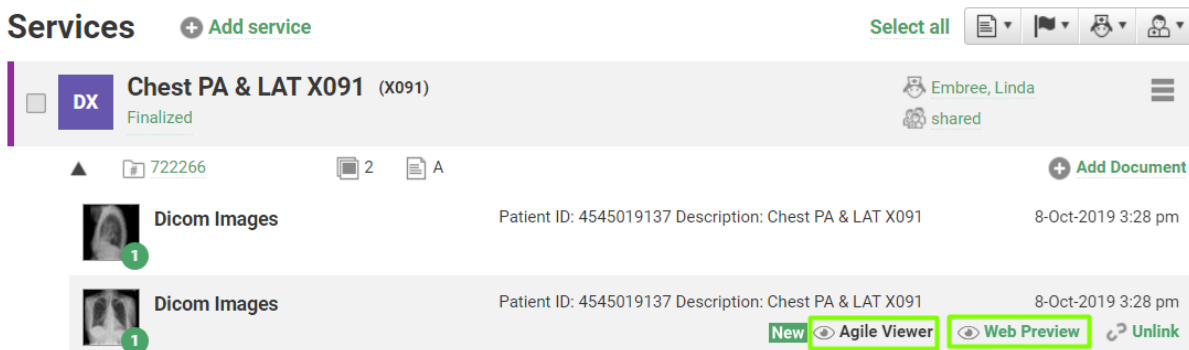 Services Add service Select all
DX Chest PA & LAT X091 (X091) Embree, Linda
Finalized shared
# 722266 2 A Add Document
Dicom Images Patient ID: 4545019137 Description: Chest PA & LAT X091 8-Oct-2019 3:28 pm
1
Dicom Images Patient ID: 4545019137 Description: Chest PA & LAT X091 8-Oct-2019 3:28 pm
1 New Agile Viewer Web Preview Unlink